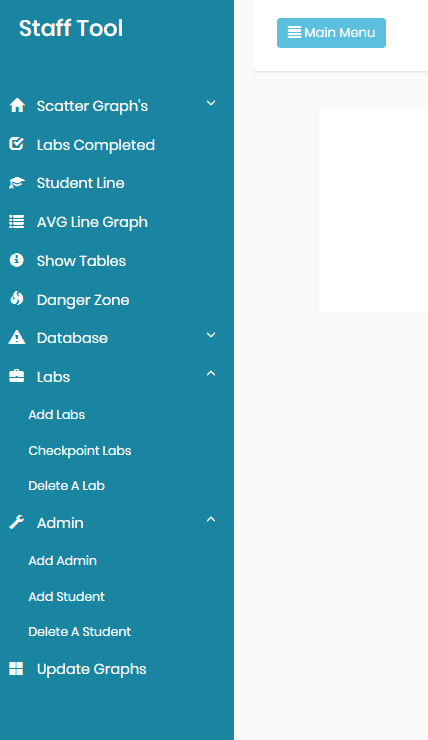 Staff Tool
Main Menu
Scatter Graph's
Labs Completed
Student Line
AVG Line Graph
Show Tables
Danger Zone
Database
Labs
Add Labs
Checkpoint Labs
Delete A Lab
Admin
Add Admin
Add Student
Delete A Student
Update Graphs